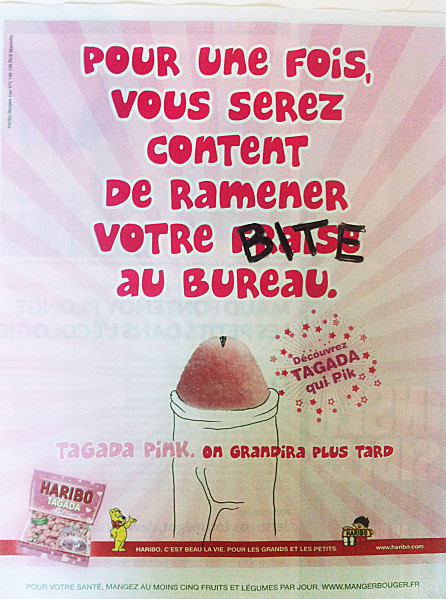 POUR UNE FOIS,
VOUS SEREZ
CONTENT
DE RAMENER
VOTRE BITE
AU BUREAU.
Découvrez
TAGADA
qui Pik
TAGADA PINK. ON GRANDIRA PLUS TARD
HARIBO
TAGADA
Pink
HARIBO
HARIBO, C'EST BEAU LA VIE. POUR LES GRANDS ET LES PETITS.
www.haribo.com
POUR VOTRE SANTÉ, MANGEZ AU MOINS CINQ FRUITS ET LÉGUMES PAR JOUR. WWW.MANGERBOUGER.FR